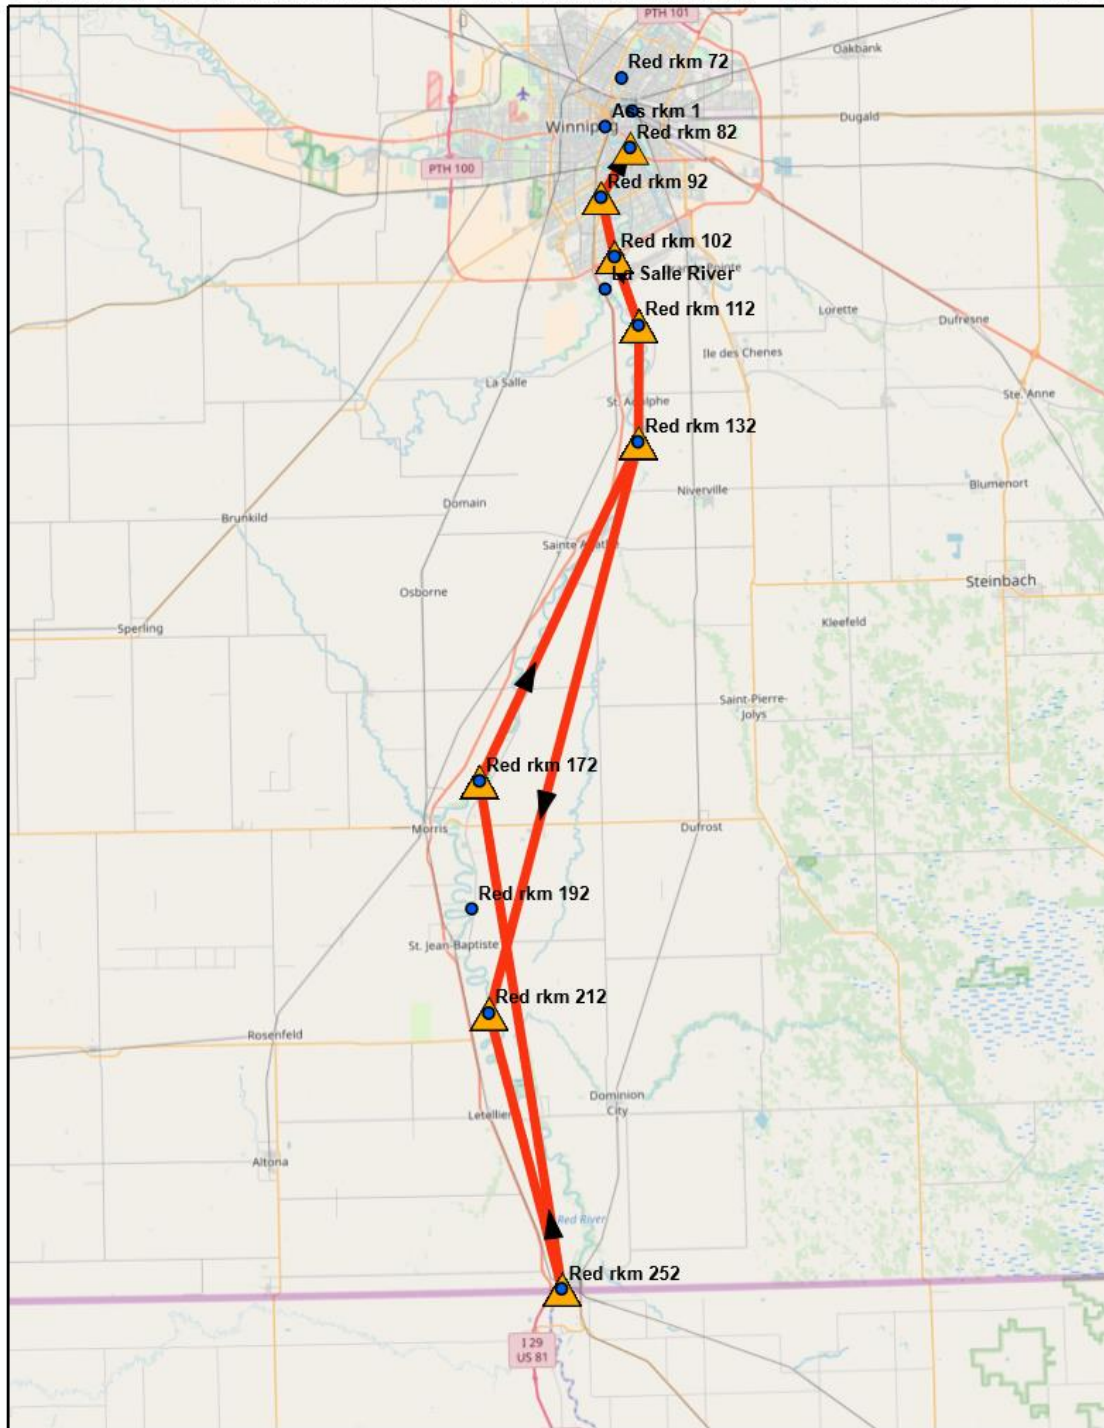 PTH 101
Oakbank
Red rkm 72
Ass rkm 1
Dugald
Winnipeg
Red rkm 82
PTH 100
Red rkm 92
Red rkm 102
La Salle River
Lorette
Dufresne
Red rkm 112
Ile des Chenes
La Salle
St. Adolphe
Ste. Anne
Red rkm 132
Blumenort
Niverville
Domain
Brunkild
Sainte Agathe
Steinbach
Osborne
Kleefeld
Sperling
Saint-Pierre-
Jolys
Red rkm 172
Morris
Dufrost
Red rkm 192
St. Jean-Baptiste
Red rkm 212
Rosenfeld
Dominion
City
Letellier
Altona
Red River
Red rkm 252
I 29
US 81